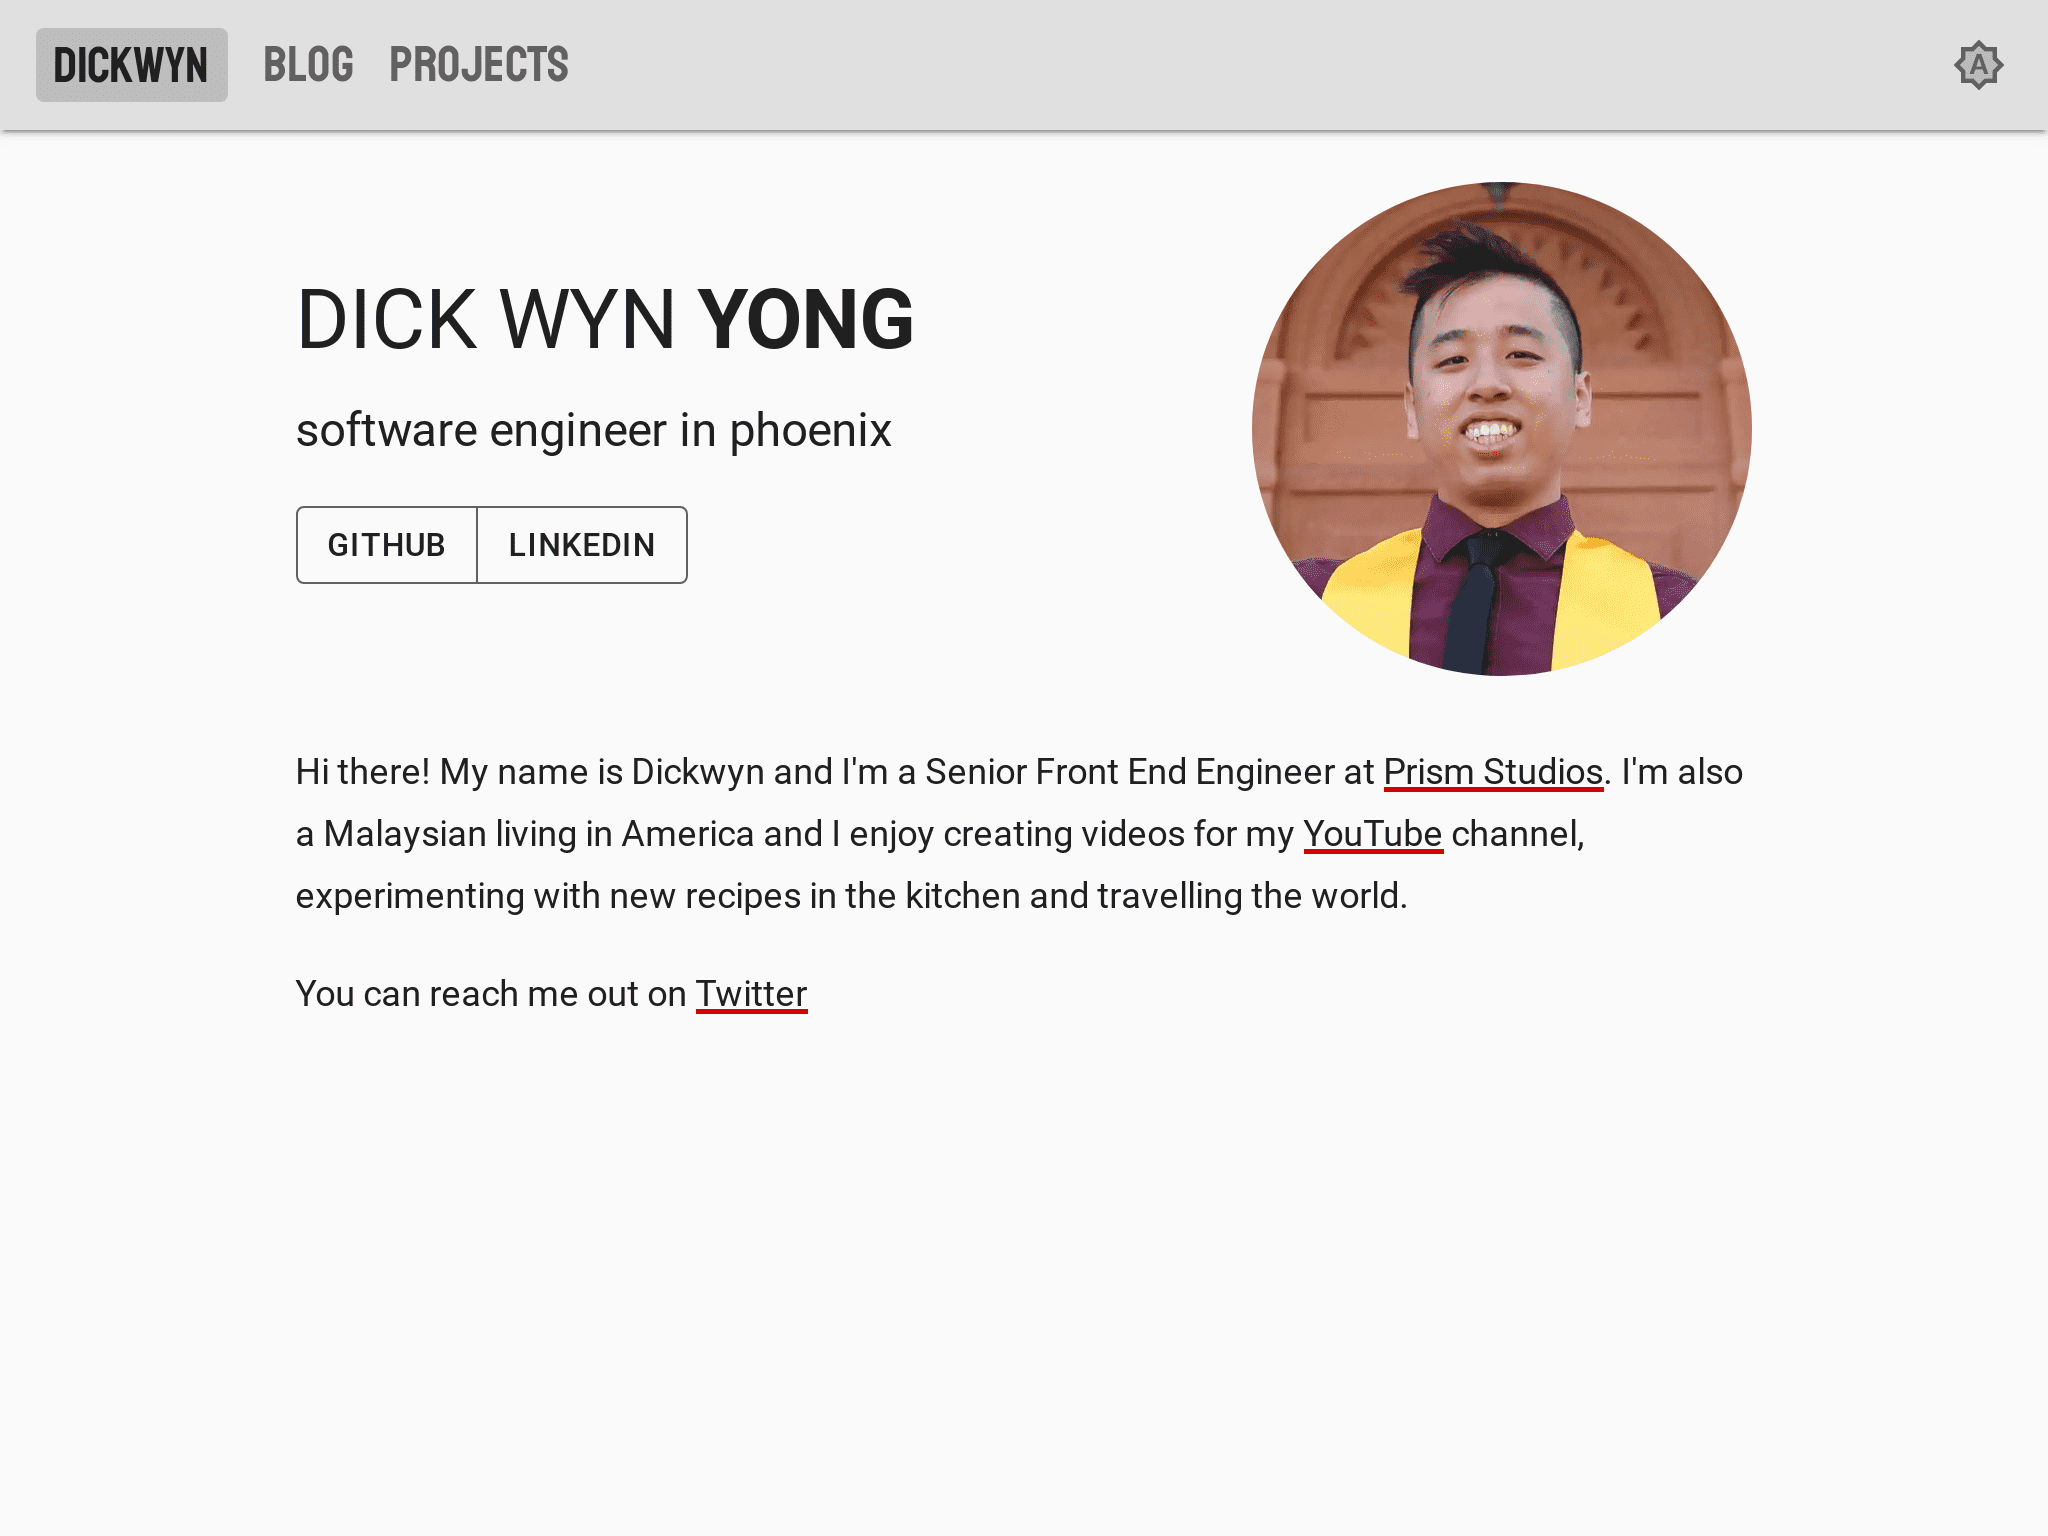 DICKWYN BLOG PROJECTS A
DICK WYN YONG
software engineer in phoenix
GITHUB LINKEDIN
Hi there! My name is Dickwyn and I'm a Senior Front End Engineer at Prism Studios. I'm also
a Malaysian living in America and I enjoy creating videos for my YouTube channel,
experimenting with new recipes in the kitchen and travelling the world.
You can reach me out on Twitter